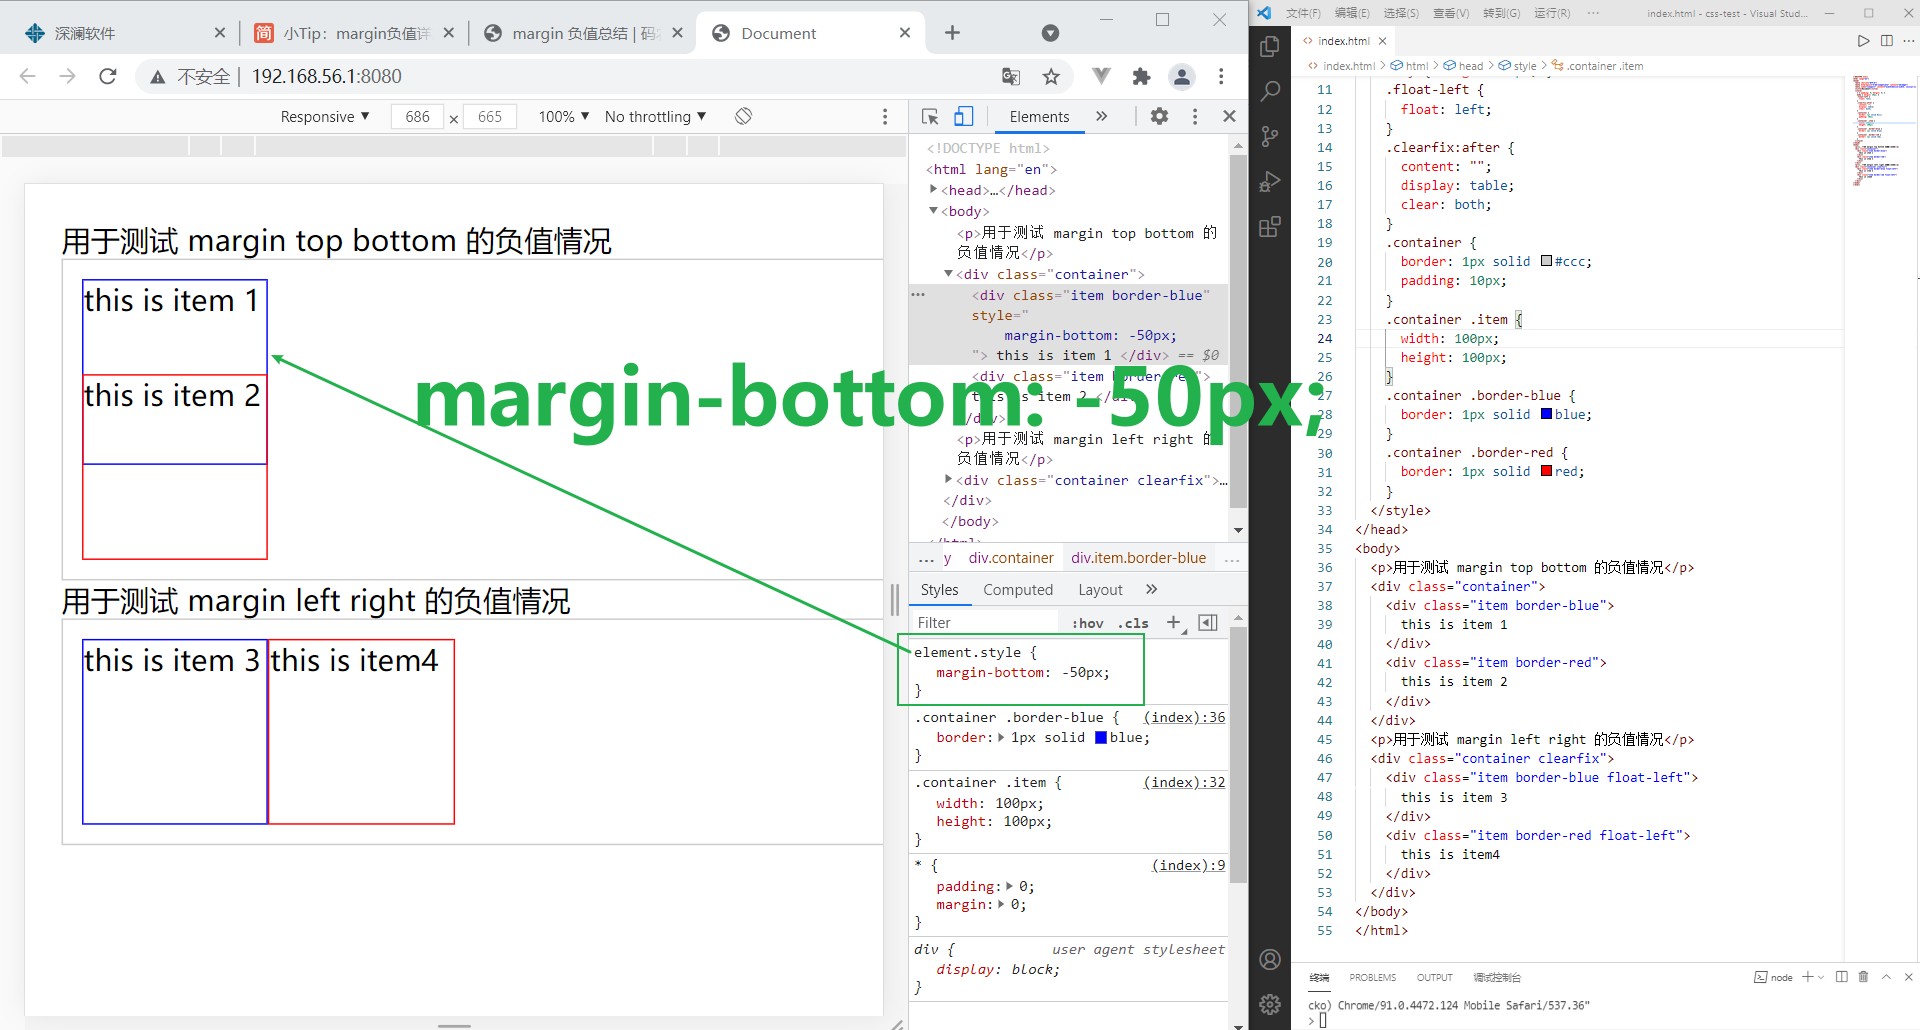 深澜软件
小Tip：margin负值详
margin 负值总结 | 码
Document
不安全
192.168.56.1:8080
Responsive
686 x 665
100%
No throttling
用于测试 margin top bottom 的负值情况
this is item 1
this is item 2
用于测试 margin left right 的负值情况
this is item 3
this is item4
margin-bottom: -50px;
Elements
<!DOCTYPE html>
<html lang="en">
<head>…</head>
<body>
<p>用于测试 margin top bottom 的
负值情况</p>
<div class="container">
<div class="item border-blue"
style="
margin-bottom: -50px;
"> this is item 1 </div> == $0
<div class="item border-red">
this is item 2 </div>
</div>
<p>用于测试 margin left right 的
负值情况</p>
<div class="container clearfix">…
</div>
</body>
</html>
… y div.container div.item.border-blue …
Styles Computed Layout
Filter :hov .cls
element.style {
margin-bottom: -50px;
}
.container .border-blue { (index):36
border: 1px solid blue;
}
.container .item { (index):32
width: 100px;
height: 100px;
}
* { (index):9
padding: 0;
margin: 0;
}
div { user agent stylesheet
display: block;
}
文件(F) 编辑(E) 选择(S) 查看(V) 转到(G) 运行(R) ··· index.html - css-test - Visual Stud...
index.html
index.html > html > head > style > .container .item
11 .float-left {
12 float: left;
13 }
14 .clearfix:after {
15 content: "";
16 display: table;
17 clear: both;
18 }
19 .container {
20 border: 1px solid #ccc;
21 padding: 10px;
22 }
23 .container .item {
24 width: 100px;
25 height: 100px;
26 }
27 .container .border-blue {
28 border: 1px solid blue;
29 }
30 .container .border-red {
31 border: 1px solid red;
32 }
33 </style>
34 </head>
35 <body>
36 <p>用于测试 margin top bottom 的负值情况</p>
37 <div class="container">
38 <div class="item border-blue">
39 this is item 1
40 </div>
41 <div class="item border-red">
42 this is item 2
43 </div>
44 </div>
45 <p>用于测试 margin left right 的负值情况</p>
46 <div class="container clearfix">
47 <div class="item border-blue float-left">
48 this is item 3
49 </div>
50 <div class="item border-red float-left">
51 this is item4
52 </div>
53 </div>
54 </body>
55 </html>
终端 PROBLEMS OUTPUT 调试控制台 node
cko) Chrome/91.0.4472.124 Mobile Safari/537.36"
>